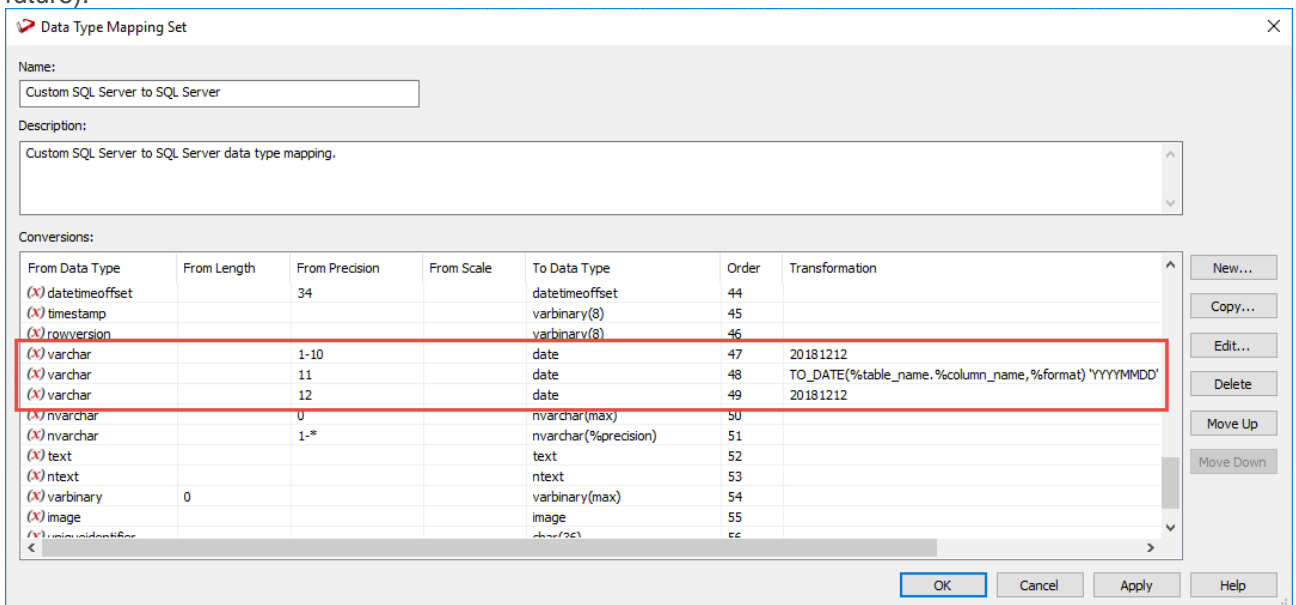 future).
Data Type Mapping Set
Name:
Custom SQL Server to SQL Server
Description:
Custom SQL Server to SQL Server data type mapping.
Conversions:
From Data Type From Length From Precision From Scale To Data Type Order Transformation
(X) datetimeoffset 34 datetimeoffset 44
(X) timestamp varbinary(8) 45
(X) rowversion varbinary(8) 46
(X) varchar 1-10 date 47 20181212
(X) varchar 11 date 48 TO_DATE(%table_name.%column_name,%format) 'YYYYMMDD'
(X) varchar 12 date 49 20181212
(X) nvarchar 0 nvarchar(max) 50
(X) nvarchar 1-* nvarchar(%precision) 51
(X) text text 52
(X) ntext ntext 53
(X) varbinary 0 varbinary(max) 54
(X) image image 55
(X) uniqueidentifier char(36) 56
New...
Copy...
Edit...
Delete
Move Up
Move Down
OK Cancel Apply Help